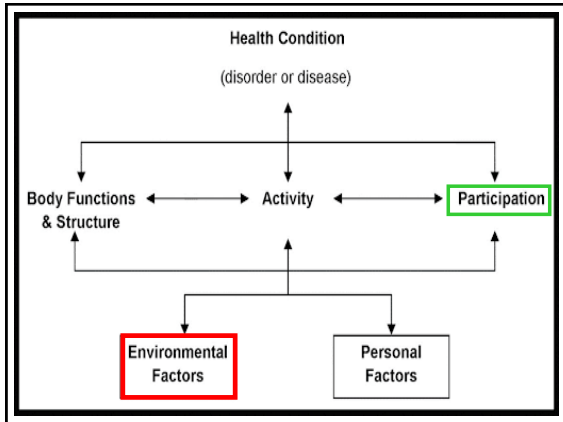 Health Condition
(disorder or disease)
Body Functions
& Structure
Activity
Participation
Environmental
Factors
Personal
Factors